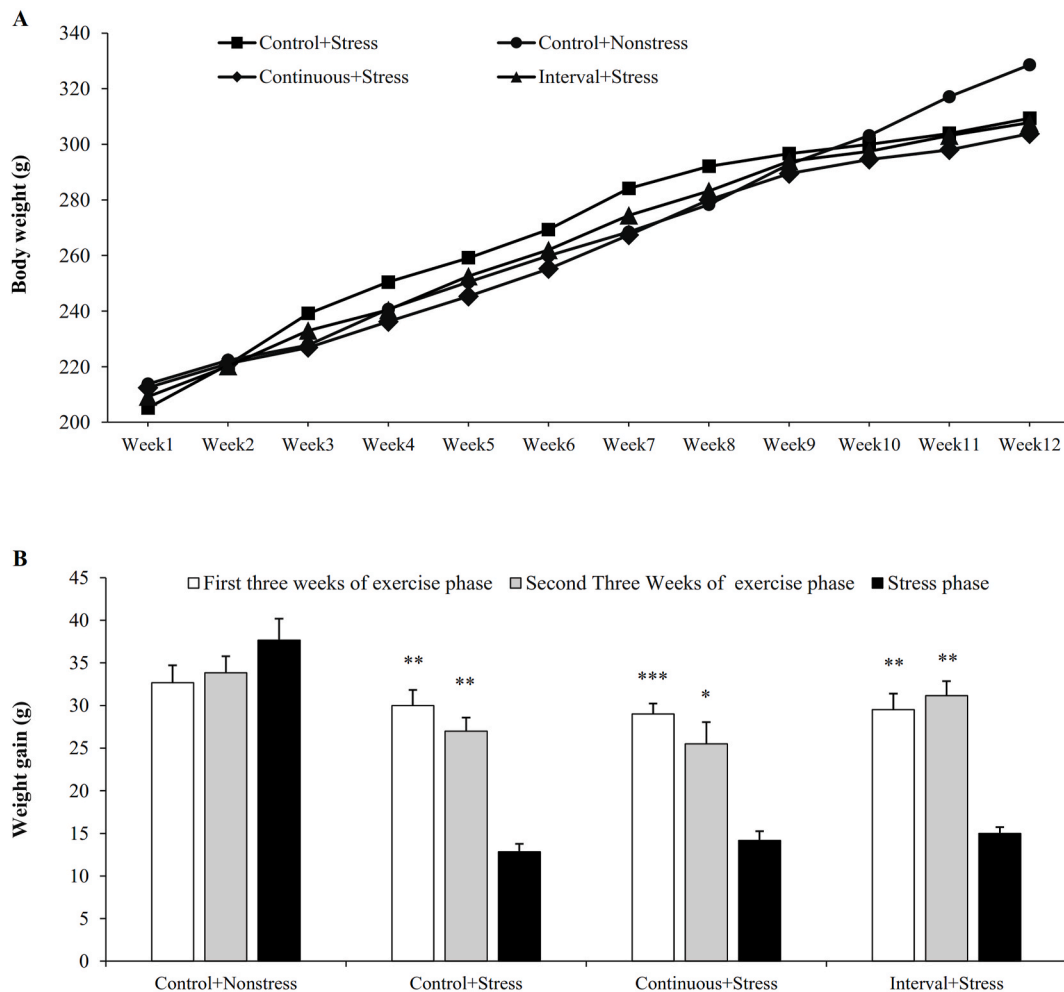 A
340
320
300
280
260
240
220
200
Body weight (g)
Control+Stress
Control+Nonstress
Continuous+Stress
Interval+Stress
Week1 Week2 Week3 Week4 Week5 Week6 Week7 Week8 Week9 Week10 Week11 Week12
B
45
40
35
30
25
20
15
10
5
0
Weight gain (g)
First three weeks of exercise phase Second Three Weeks of exercise phase Stress phase
** ** *** * ** **
Control+Nonstress Control+Stress Continuous+Stress Interval+Stress